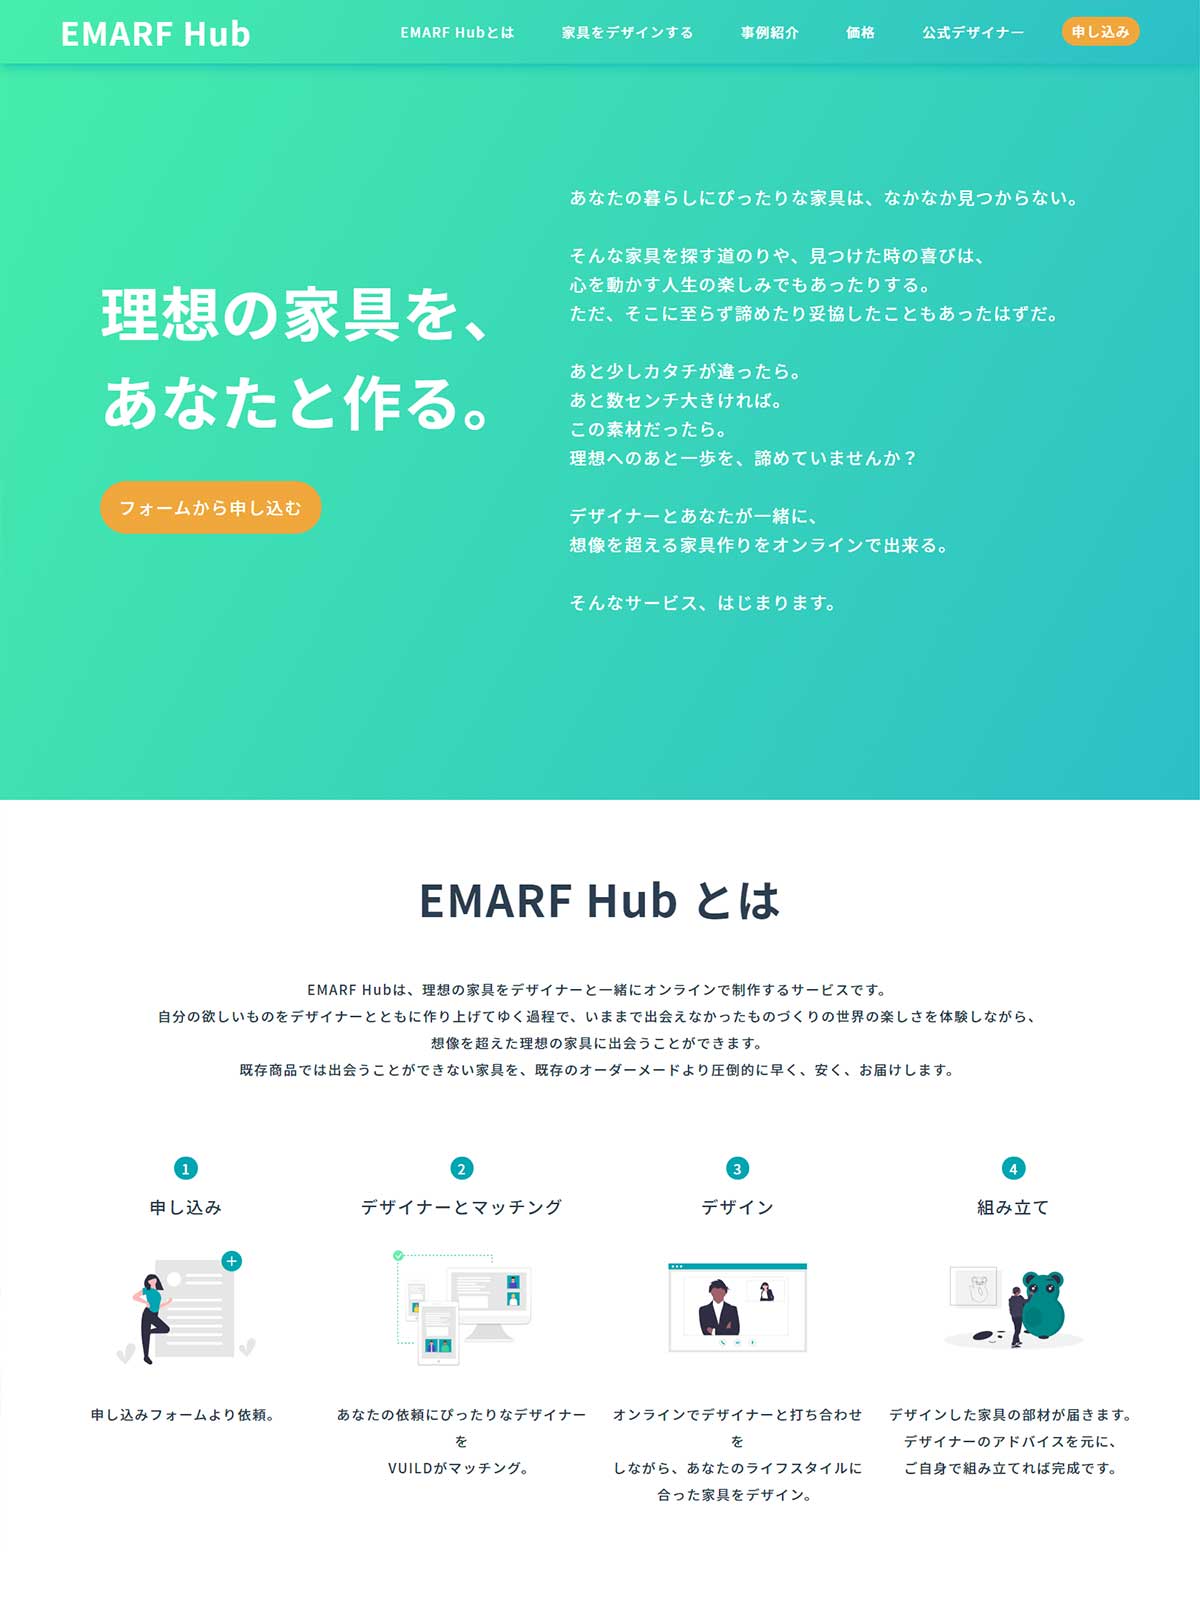 EMARF Hub
EMARF Hubとは
家具をデザインする
事例紹介
価格
公式デザイナー
申し込み
理想の家具を、
あなたと作る。
フォームから申し込む
あなたの暮らしにぴったりな家具は、なかなか見つからない。
そんな家具を探す道のりや、見つけた時の喜びは、
心を動かす人生の楽しみでもあったりする。
ただ、そこに至らず諦めたり妥協したこともあったはずだ。
あと少しカタチが違ったら。
あと数センチ大きければ。
この素材だったら。
理想へのあと一歩を、諦めていませんか？
デザイナーとあなたが一緒に、
想像を超える家具作りをオンラインで出来る。
そんなサービス、はじまります。
EMARF Hub とは
EMARF Hubは、理想の家具をデザイナーと一緒にオンラインで制作するサービスです。
自分の欲しいものをデザイナーとともに作り上げてゆく過程で、いままで出会えなかったものづくりの世界の楽しさを体験しながら、
想像を超えた理想の家具に出会うことができます。
既存商品では出会うことができない家具を、既存のオーダーメードより圧倒的に早く、安く、お届けします。
1
申し込み
申し込みフォームより依頼。
2
デザイナーとマッチング
あなたの依頼にぴったりなデザイナー
を
VUILDがマッチング。
3
デザイン
オンラインでデザイナーと打ち合わせ
を
しながら、あなたのライフスタイルに
合った家具をデザイン。
4
組み立て
デザインした家具の部材が届きます。
デザイナーのアドバイスを元に、
ご自身で組み立てれば完成です。